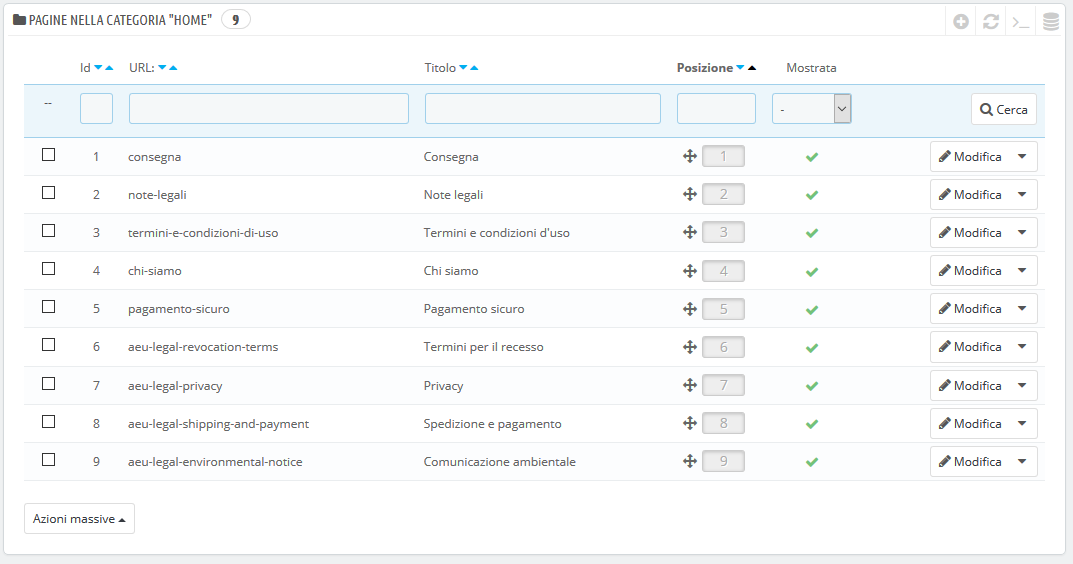 PAGINE NELLA CATEGORIA "HOME" 9
Id URL: Titolo Posizione Mostrata
-- - Cerca
1 consegna Consegna 1 Modifica
2 note-legali Note legali 2 Modifica
3 termini-e-condizioni-di-uso Termini e condizioni d'uso 3 Modifica
4 chi-siamo Chi siamo 4 Modifica
5 pagamento-sicuro Pagamento sicuro 5 Modifica
6 aeu-legal-revocation-terms Termini per il recesso 6 Modifica
7 aeu-legal-privacy Privacy 7 Modifica
8 aeu-legal-shipping-and-payment Spedizione e pagamento 8 Modifica
9 aeu-legal-environmental-notice Comunicazione ambientale 9 Modifica
Azioni massive